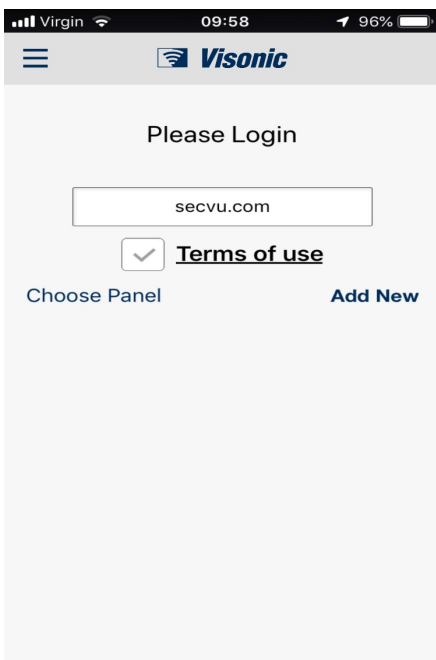 Virgin 09:58 96%
Visonic
Please Login
secvu.com
Terms of use
Choose Panel Add New